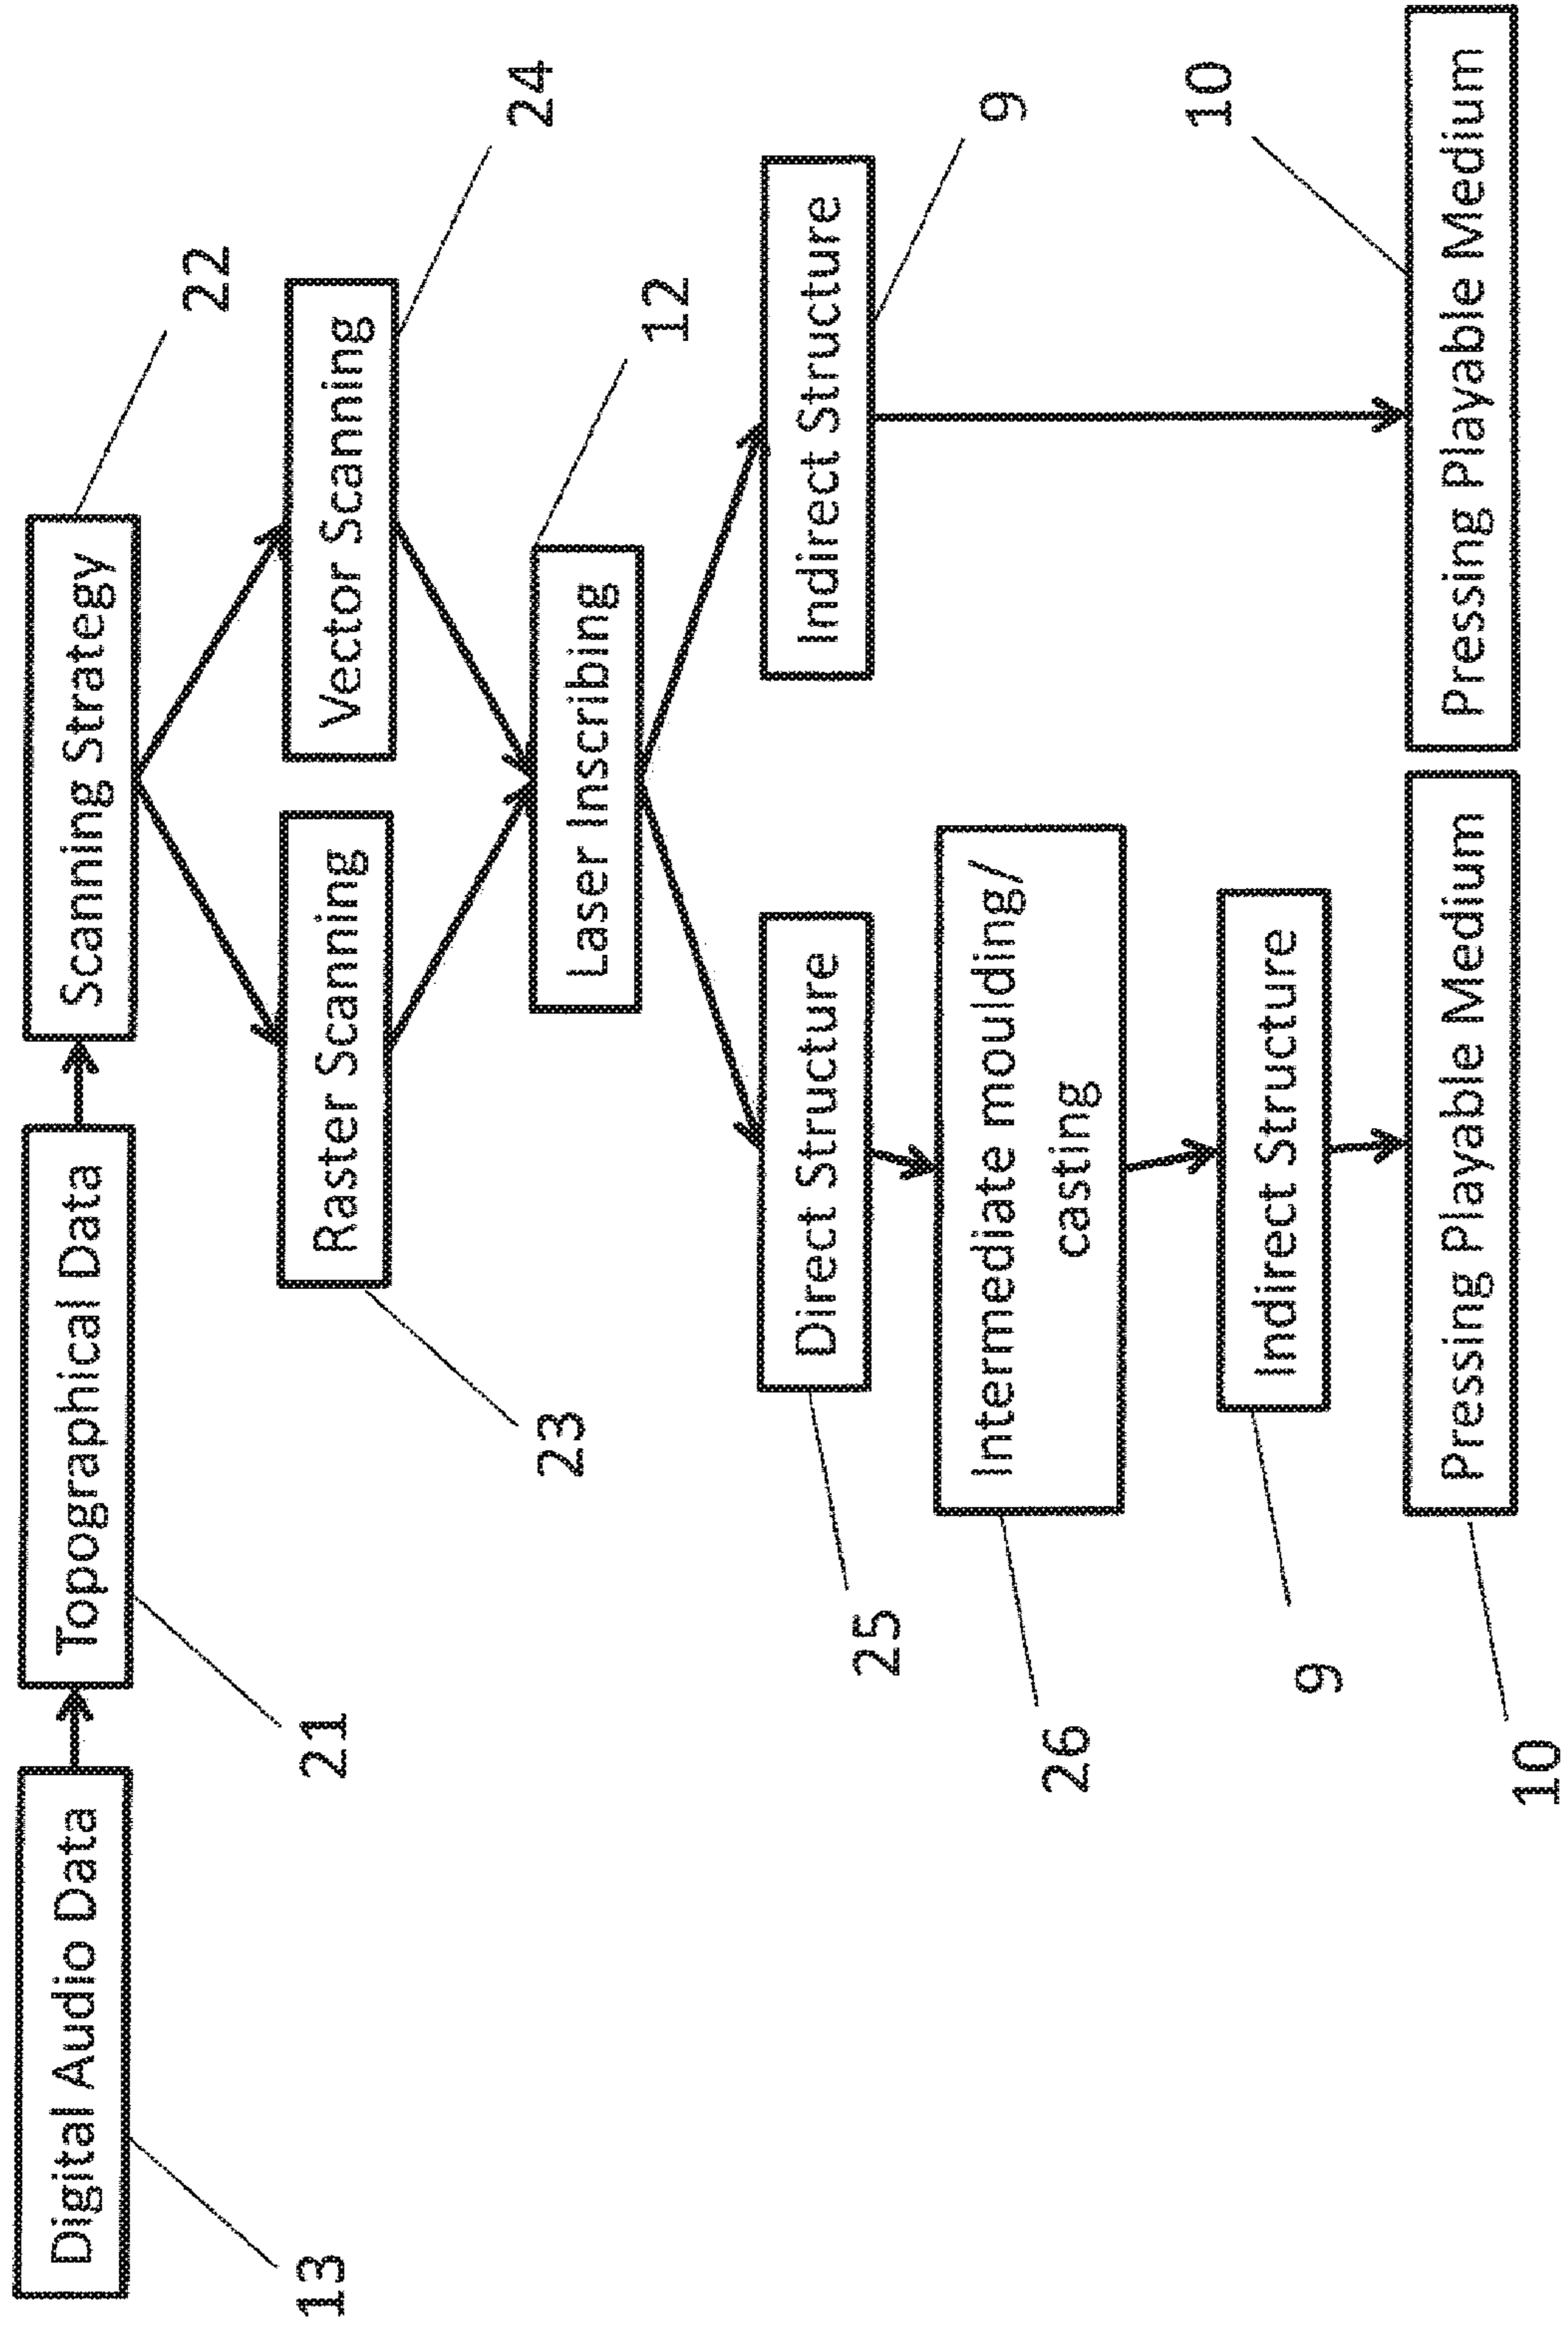 Digital Audio Data
Topographical Data
Scanning Strategy
22
13
21
Raster Scanning
Vector Scanning
24
23
Laser Inscribing
12
Direct Structure
Indirect Structure
25
9
Intermediate moulding/
casting
26
Indirect Structure
9
10
Pressing Playable Medium
Pressing Playable Medium
10